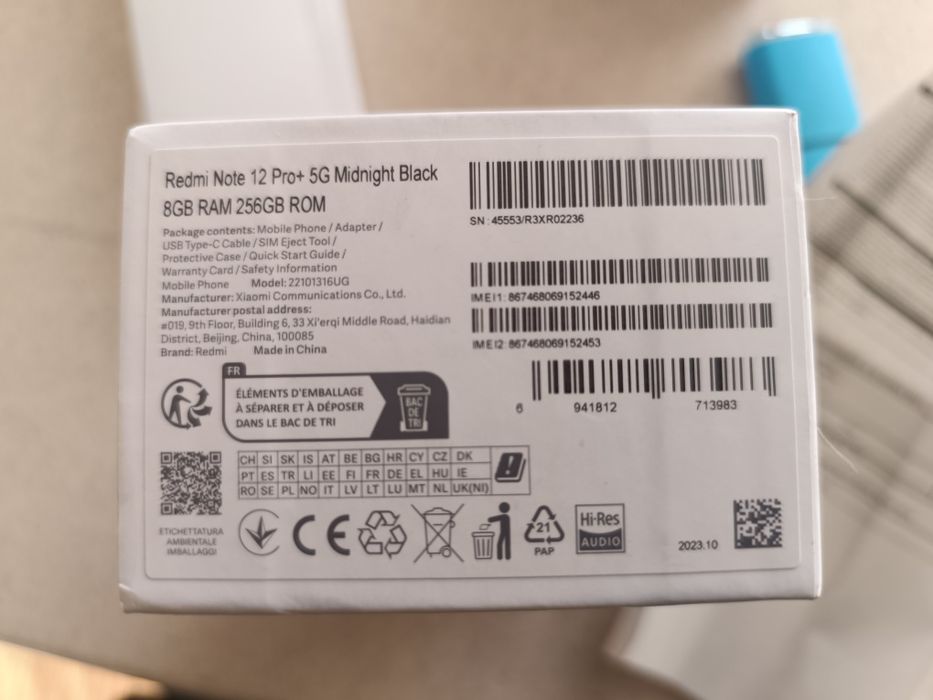 Redmi Note 12 Pro+ 5G Midnight Black
8GB RAM 256GB ROM
Package contents: Mobile Phone / Adapter /
USB Type-C Cable / SIM Eject Tool /
Protective Case / Quick Start Guide /
Warranty Card / Safety Information
Mobile Phone Model: 22101316UG
Manufacturer: Xiaomi Communications Co., Ltd.
Manufacturer postal address:
#019, 9th Floor, Building 6, 33 Xi'erqi Middle Road, Haidian
District, Beijing, China, 100085
Brand: Redmi Made in China
SN : 45553/R3XR02236
IMEI1: 867468069152446
IMEI2: 867468069152453
6 941812 713983
FR
ÉLÉMENTS D'EMBALLAGE
À SÉPARER ET À DÉPOSER
DANS LE BAC DE TRI
BAC
DE
TRI
CH SI SK IS AT BE BG HR CY CZ DK
PT ES TR LI EE FI FR DE EL HU IE
RO SE PL NO IT LV LT LU MT NL UK(NI)
ETICHETTATURA
AMBIENTALE
IMBALLAGGI
CE
21
PAP
Hi-Res
AUDIO
2023.10